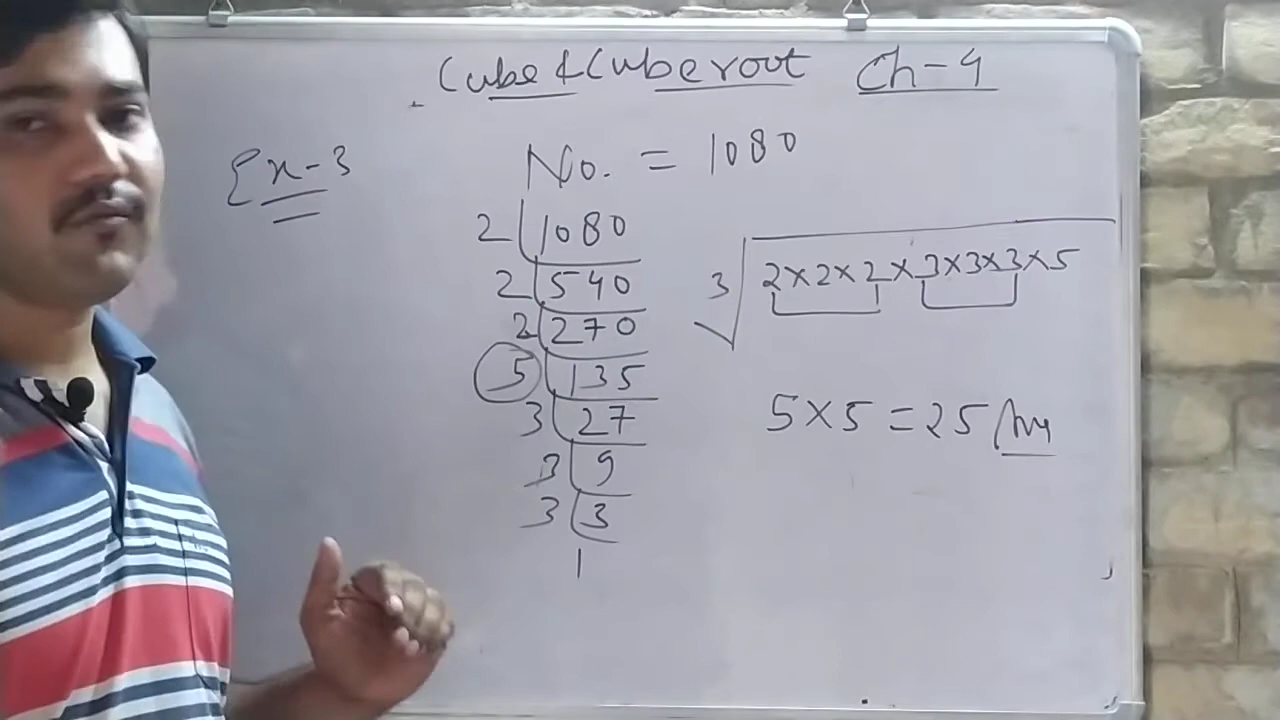 Cube & Cube root Ch-4
Ex-3
No. = 1080
2 1080
2 540
2 270
5 135
3 27
3 9
3 3
1
3√2×2×2×3×3×3×5
5×5=25 Ans